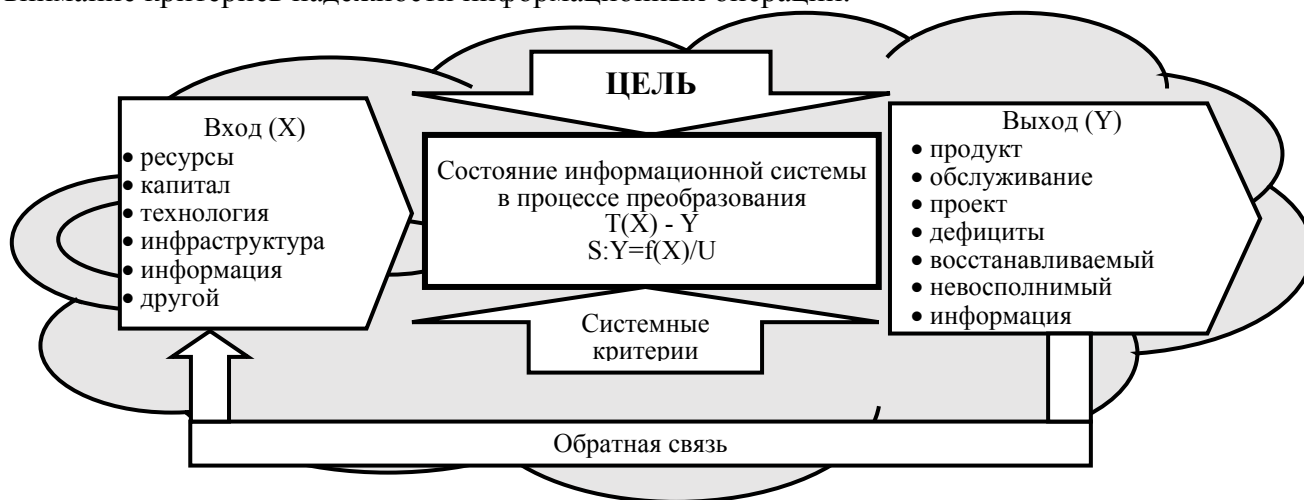 внимание критериев надежности информационных операций.
ЦЕЛЬ
Вход (X)
• ресурсы
• капитал
• технология
• инфраструктура
• информация
• другой
Состояние информационной системы
в процессе преобразования
T(X) - Y
S:Y=f(X)/U
Системные
критерии
Выход (Y)
• продукт
• обслуживание
• проект
• дефициты
• восстанавливаемый
• невосполнимый
• информация
Обратная связь